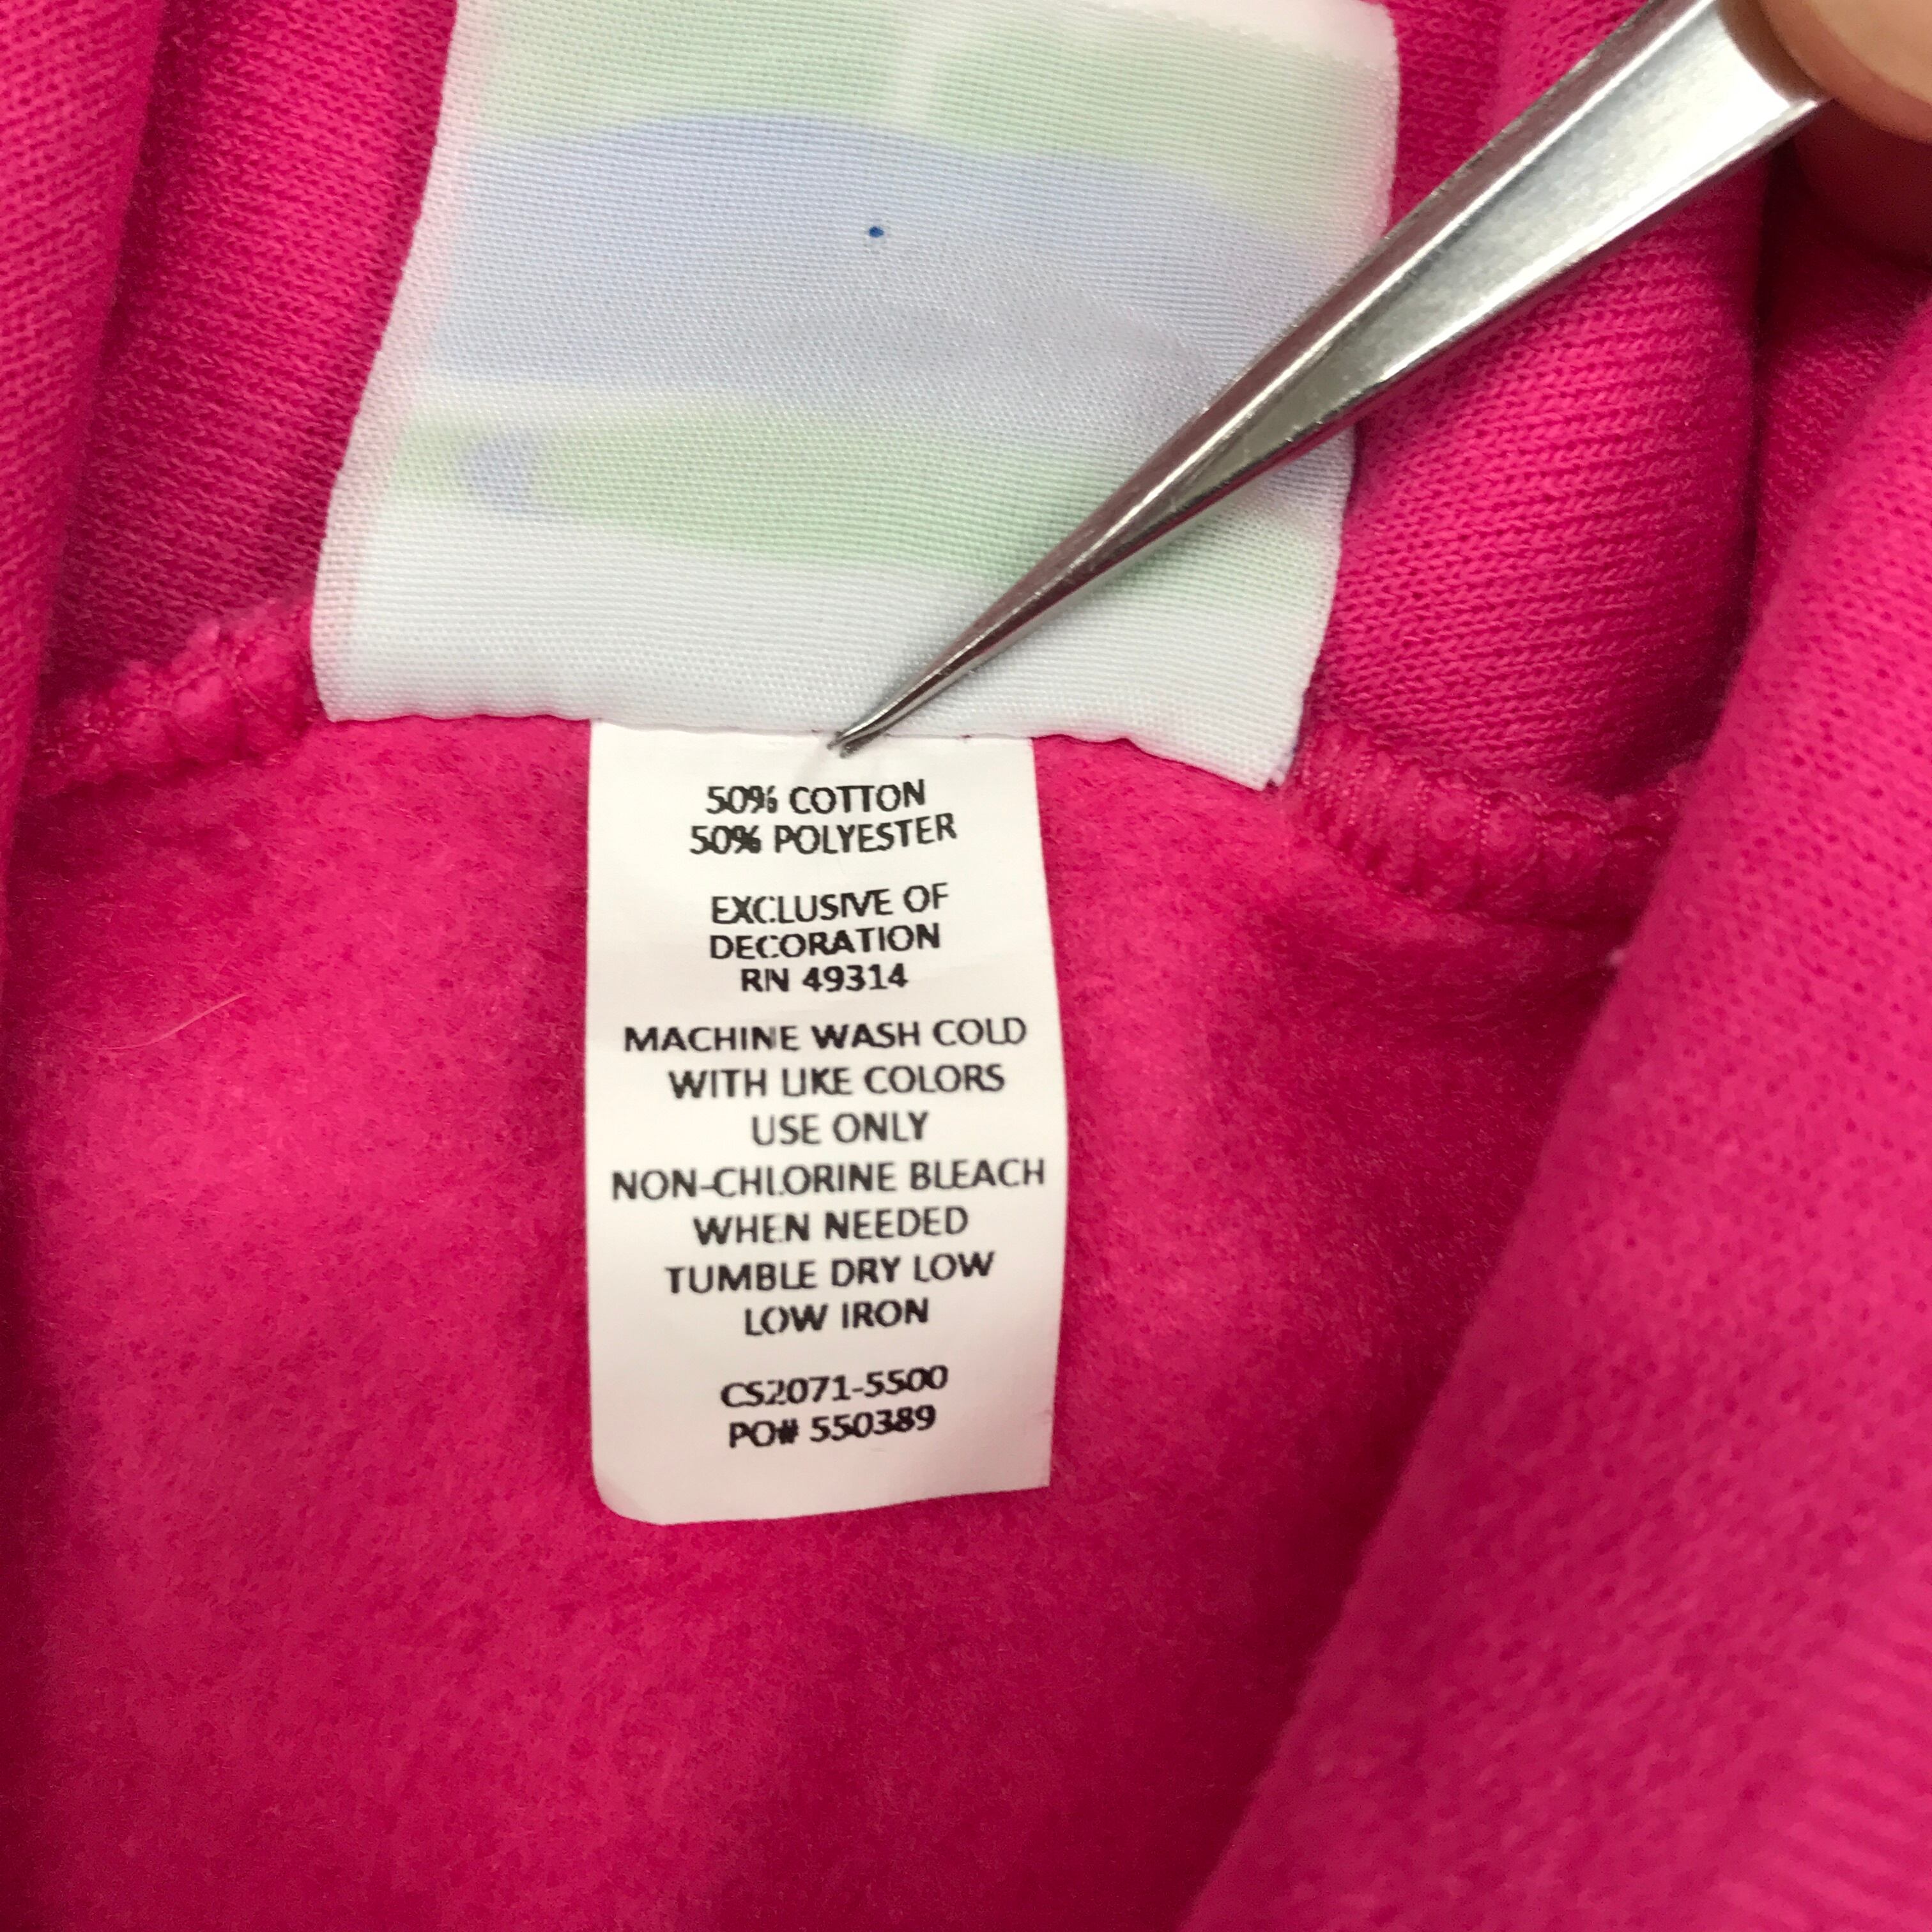 50% COTTON
50% POLYESTER
EXCLUSIVE OF
DECORATION
RN 49314
MACHINE WASH COLD
WITH LIKE COLORS
USE ONLY
NON-CHLORINE BLEACH
WHEN NEEDED
TUMBLE DRY LOW
LOW IRON
CS2071-5500
PO# 550389